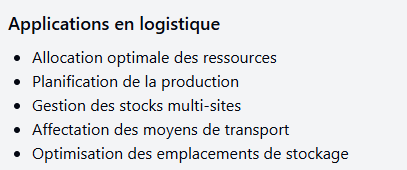 Applications en logistique
• Allocation optimale des ressources
• Planification de la production
• Gestion des stocks multi-sites
• Affectation des moyens de transport
• Optimisation des emplacements de stockage